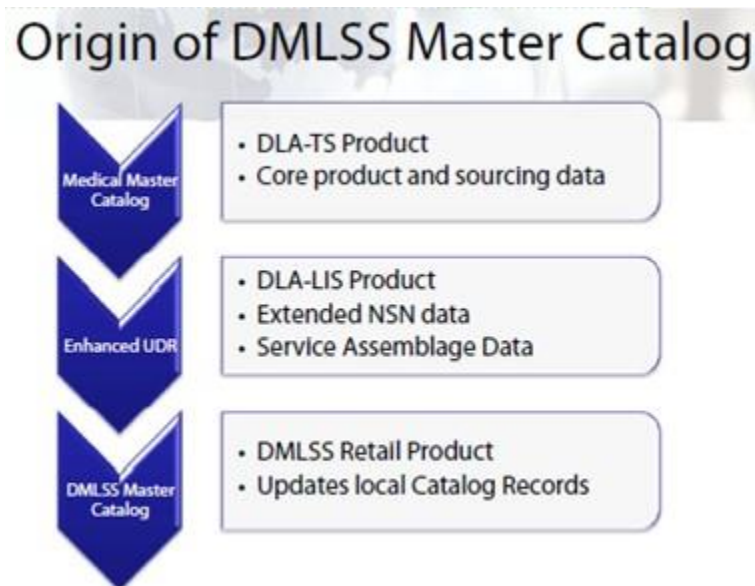 Origin of DMLSS Master Catalog
Medical Master
Catalog
• DLA-TS Product
• Core product and sourcing data
Enhanced UDR
• DLA-LIS Product
• Extended NSN data
• Service Assemblage Data
DMLSS Master
Catalog
• DMLSS Retail Product
• Updates local Catalog Records